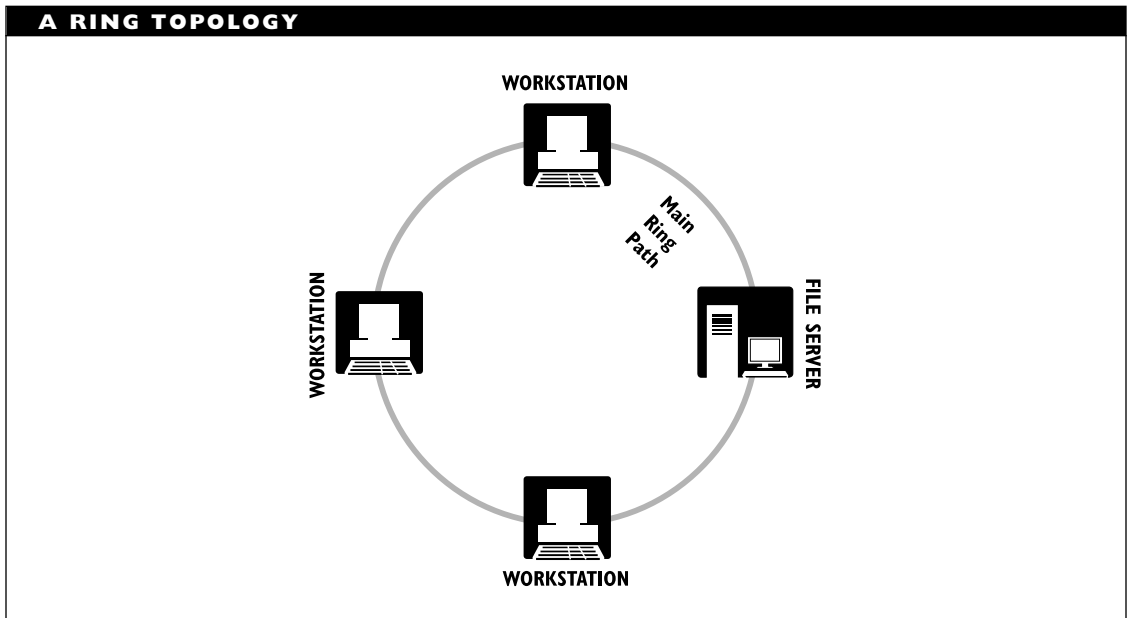 A RING TOPOLOGY
WORKSTATION
Main
Ring
Path
WORKSTATION
FILE SERVER
WORKSTATION